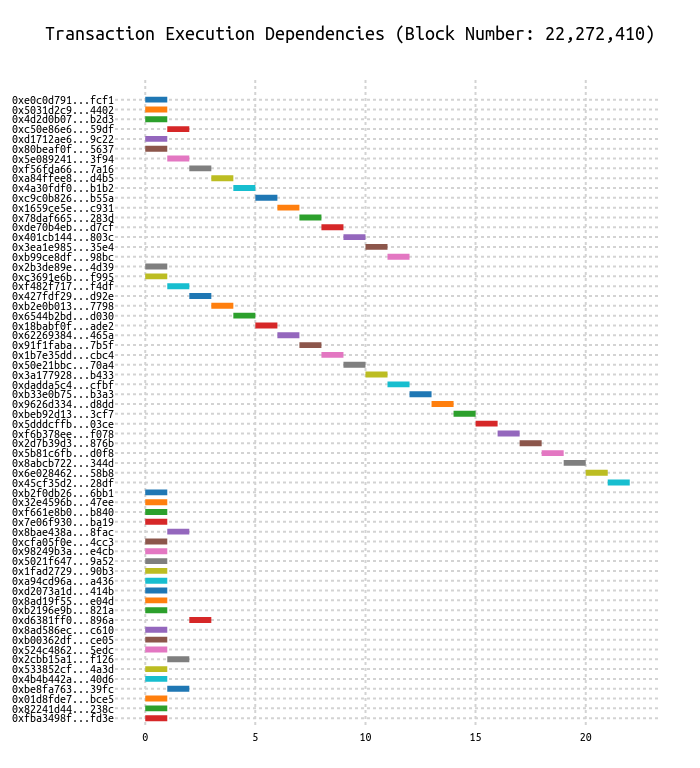 Transaction Execution Dependencies (Block Number: 22,272,410)
0xe0c0d791...fcf1
0x5031d2c9...4402
0x4d2d0b07...b2d3
0xc50e86e6...59df
0xd1712ae6...9c22
0x80beaf0f...5637
0x5e089241...3f94
0xf56fda66...7a16
0xa84ffee8...d4b5
0x4a30fdf0...b1b2
0xc9c0b826...b55a
0x1659ce5e...c931
0x78daf665...283d
0xde70b4eb...d7cf
0x401cb144...803c
0x3ea1e985...35e4
0xb99ce8df...98bc
0x2b3de89e...4d39
0xc3691e6b...f995
0xf482f717...f4df
0x427fdf29...d92e
0xb2e0b013...7798
0x6544b2bd...d030
0x18babf0f...ade2
0x62269384...465a
0x91f1faba...7b5f
0x1b7e35dd...cbc4
0x50e21bbc...70a4
0x3a177928...b433
0xdadda5c4...cfbf
0xb33e0b75...b3a3
0x9626d334...d8dd
0xbeb92d13...3cf7
0x5dddcffb...03ce
0xf6b378ee...f078
0x2d7b39d3...876b
0x5b81c6fb...d0f8
0x8abcb722...344d
0x6e028462...58b8
0x45cf35d2...28df
0xb2f0db26...6bb1
0x32e4596b...47ee
0xf661e8b0...b840
0x7e06f930...ba19
0x8bae438a...8fac
0xcfa05f0e...4cc3
0x98249b3a...e4cb
0x5021f647...9a52
0x1fad2729...90b3
0xa94cd96a...a436
0xd2073a1d...414b
0x8ad19f55...e04d
0xb2196e9b...821a
0xd6381ff0...896a
0x8ad586ec...c610
0xb00362df...ce05
0x524c4862...5edc
0x2cbb15a1...f126
0x533852cf...4a3d
0x4b4b442a...40d6
0xbe8fa763...39fc
0x01d8fde7...bce5
0x82241d44...238c
0xfba3498f...fd3e
0 5 10 15 20